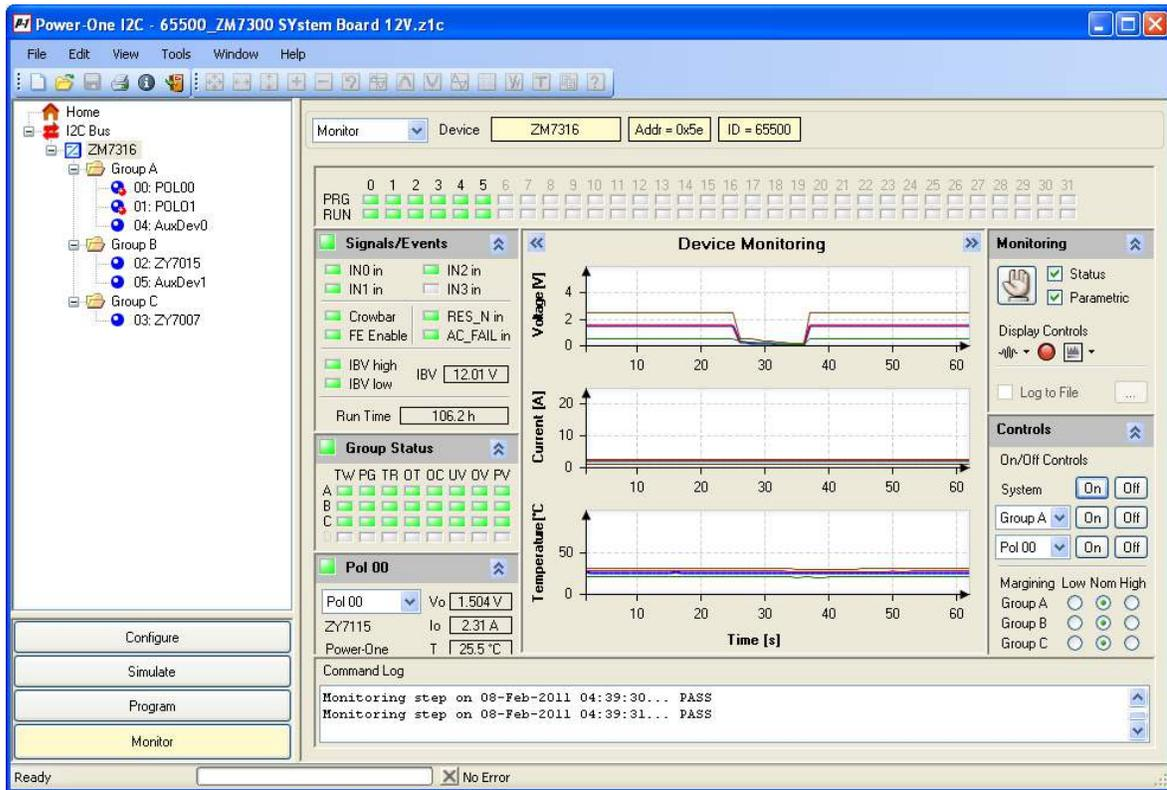 Power-One I2C - 65500_ZM7300 SYstem Board 12V.z1c
File Edit View Tools Window Help
Home
I2C Bus
ZM7316
Group A
00: POL00
01: POLO1
04: AuxDev0
Group B
02: ZY7015
05: AuxDev1
Group C
03: ZY7007
Configure
Simulate
Program
Monitor
Monitor Device ZM7316 Addr = 0x5e ID = 65500
0 1 2 3 4 5 6 7 8 9 10 11 12 13 14 15 16 17 18 19 20 21 22 23 24 25 26 27 28 29 30 31
PRG
RUN
Signals/Events
IN0 in IN2 in
IN1 in IN3 in
Crowbar RES_N in
FE Enable AC_FAIL in
IBV high
IBV low
IBV 12.01 V
Run Time 106.2 h
Group Status
TW PG TR OT OC UV OV PV
A
B
C
D
Pol 00
Pol 00 Vo 1.504 V
ZY7115 Io 2.31 A
Power-One T 25.5 °C
Device Monitoring
Voltage [V]
4
2
0
10 20 30 40 50 60
Current [A]
20
10
0
10 20 30 40 50 60
Temperature [°C
50
0
10 20 30 40 50 60
Time [s]
Monitoring
Status
Parametric
Display Controls
Log to File ...
Controls
On/Off Controls
System On Off
Group A On Off
Pol 00 On Off
Margining Low Nom High
Group A
Group B
Group C
Command Log
Monitoring step on 08-Feb-2011 04:39:30... PASS
Monitoring step on 08-Feb-2011 04:39:31... PASS
Ready No Error